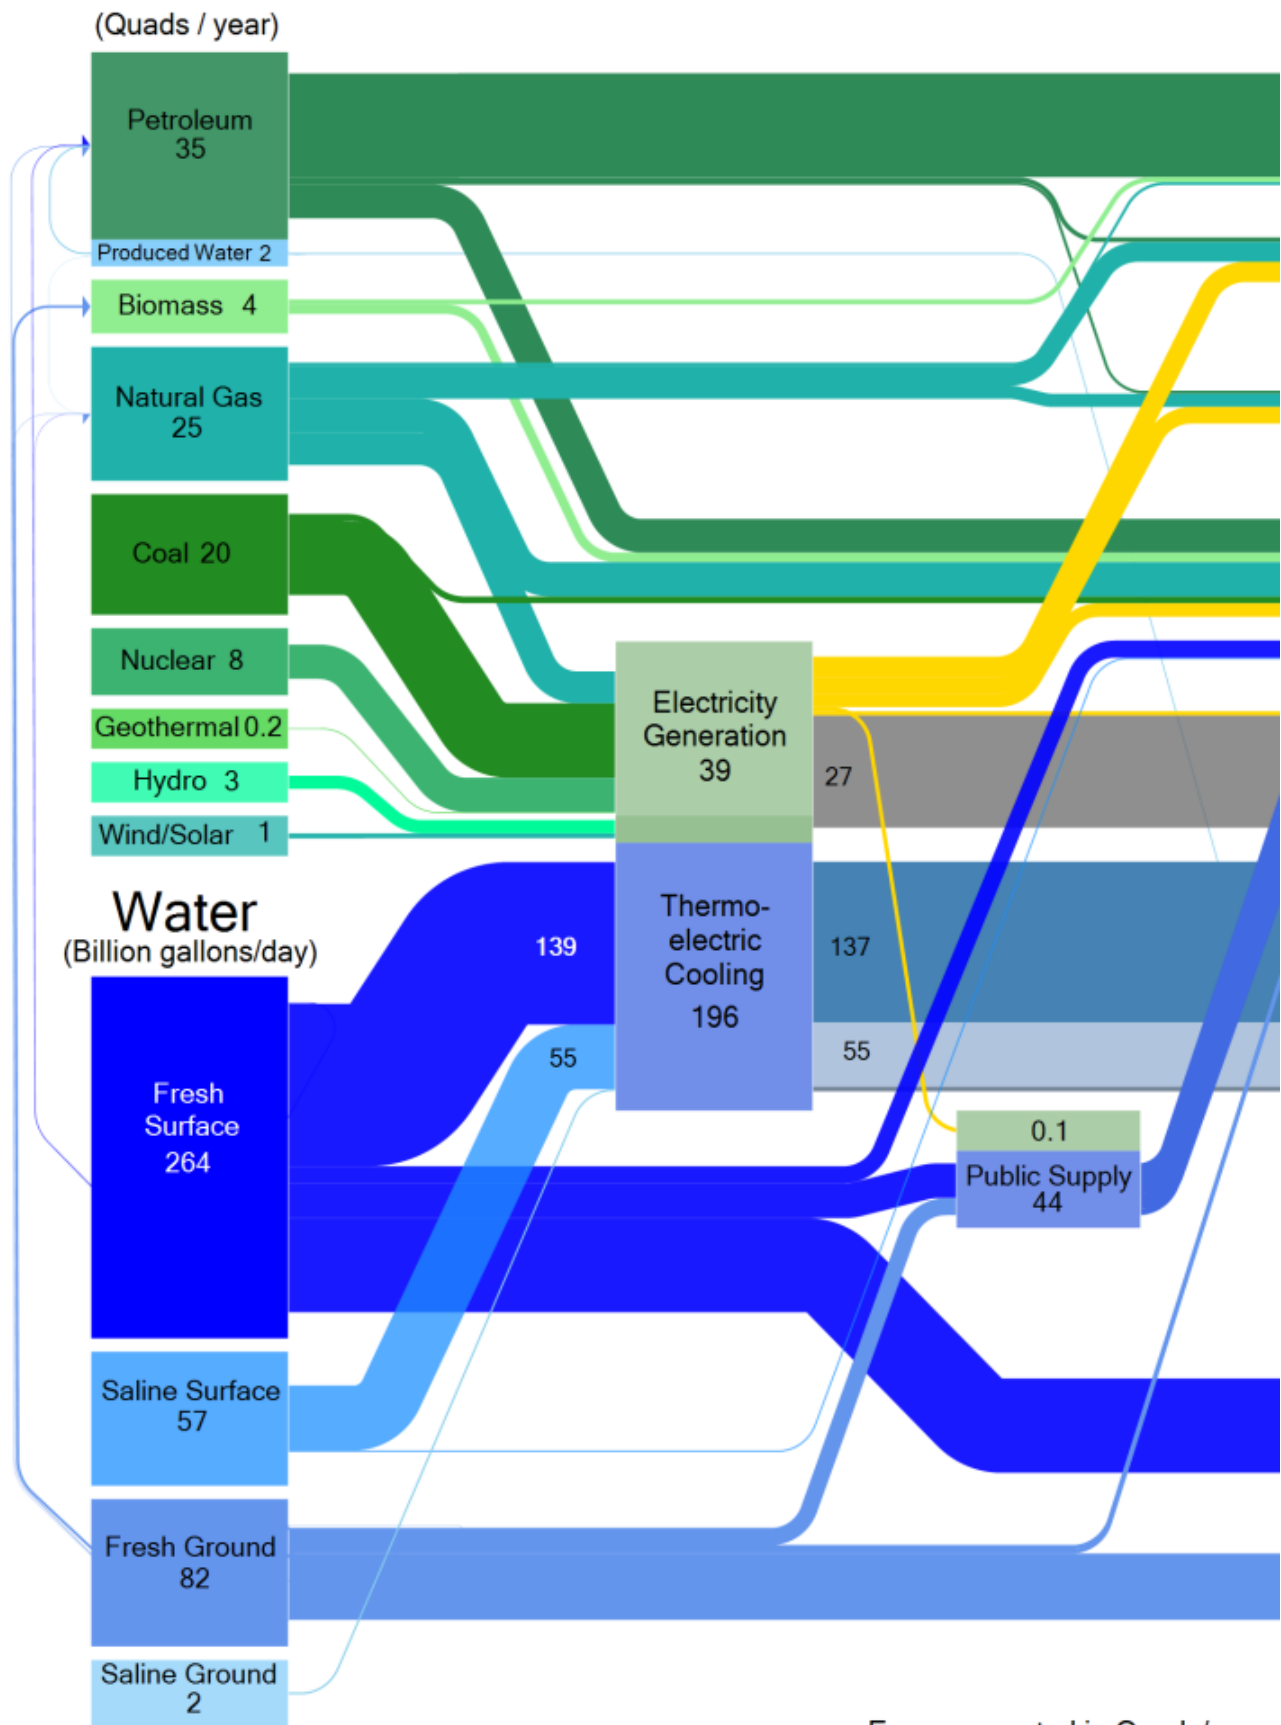 (Quads / year)
Petroleum
35
Produced Water 2
Biomass 4
Natural Gas
25
Coal 20
Nuclear 8
Geothermal 0.2
Hydro 3
Wind/Solar 1
Electricity
Generation
39
27
Water
(Billion gallons/day)
Thermo-
electric
Cooling
196
139
137
55
55
Fresh
Surface
264
0.1
Public Supply
44
Saline Surface
57
Fresh Ground
82
Saline Ground
2